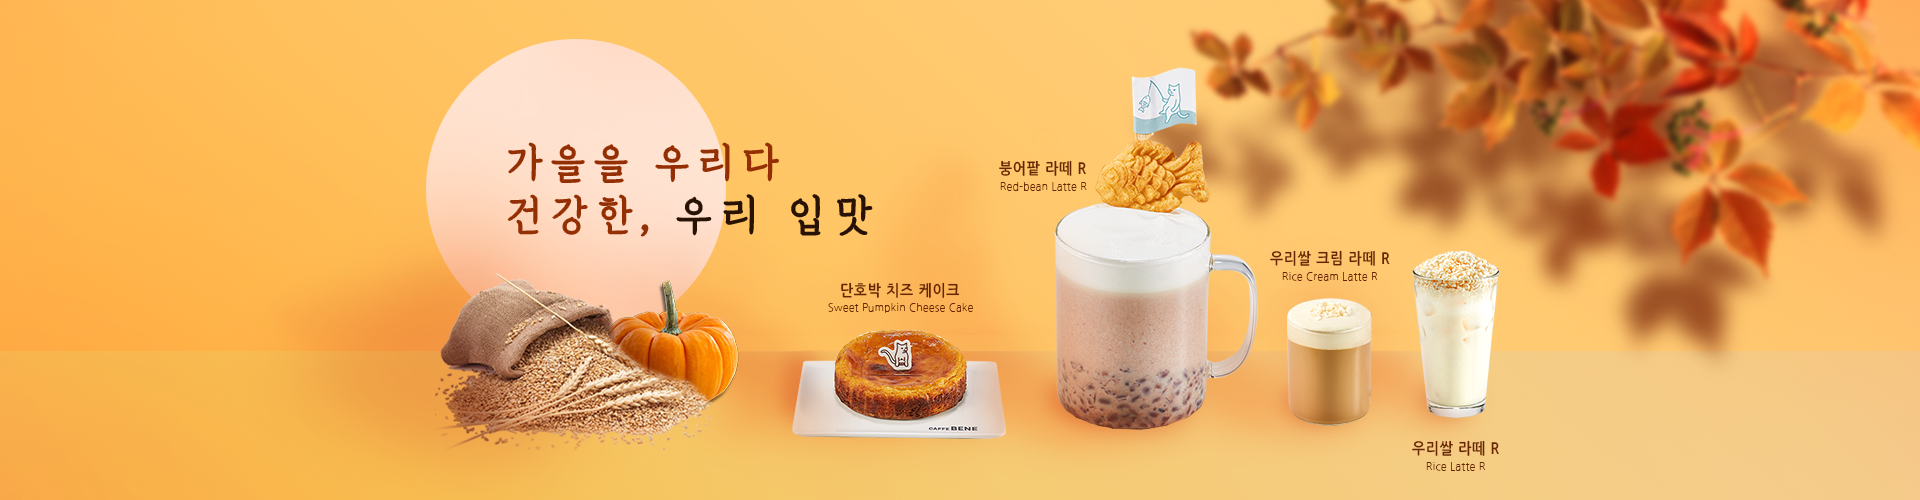 가을을 우리다
건강한, 우리 입맛
단호박 치즈 케이크
Sweet Pumpkin Cheese Cake
CAFFE BENE
붕어팥 라떼 R
Red-bean Latte R
우리쌀 크림 라떼 R
Rice Cream Latte R
우리쌀 라떼 R
Rice Latte R